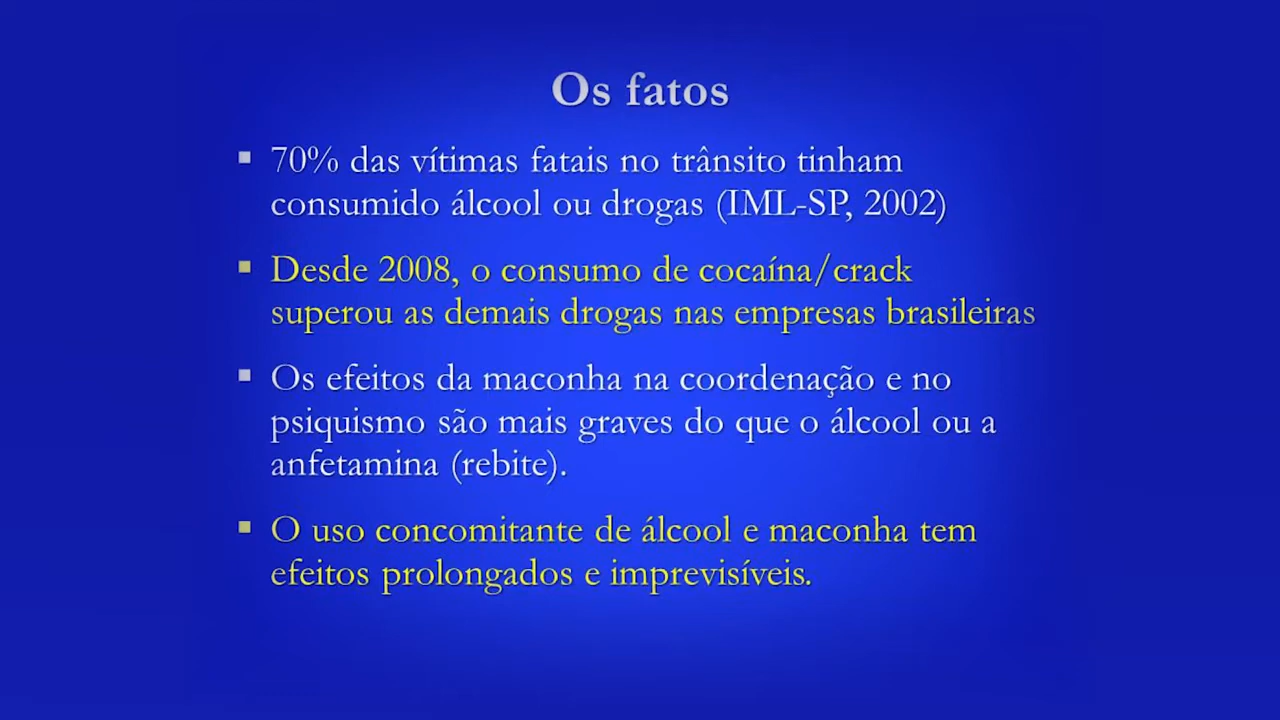 Os fatos
70% das vítimas fatais no trânsito tinham
consumido álcool ou drogas (IML-SP, 2002)
Desde 2008, o consumo de cocaína/crack
superou as demais drogas nas empresas brasileiras
Os efeitos da maconha na coordenação e no
psiquismo são mais graves do que o álcool ou a
anfetamina (rebite).
O uso concomitante de álcool e maconha tem
efeitos prolongados e imprevisíveis.